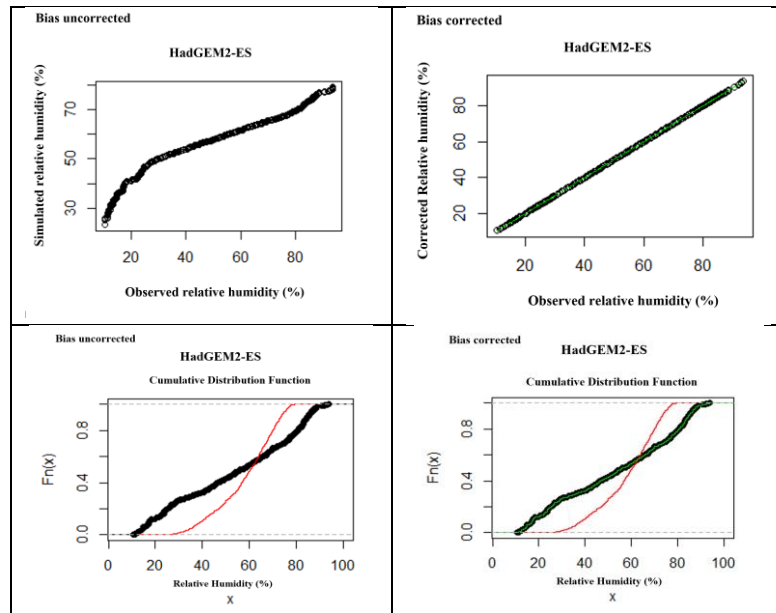 Bias uncorrected
HadGEM2-ES
Simulated relative humidity (%)
70
50
30
20 40 60 80
Observed relative humidity (%)
Bias corrected
HadGEM2-ES
Corrected Relative humidity (%)
80
60
40
20
20 40 60 80
Observed relative humidity (%)
Bias uncorrected
HadGEM2-ES
Cumulative Distribution Function
Fn(x)
0.8
0.4
0.0
0 20 40 60 80 100
Relative Humidity (%)
x
Bias corrected
HadGEM2-ES
Cumulative Distribution Function
Fn(x)
0.8
0.4
0.0
0 20 40 60 80 100
Relative Humidity (%)
x